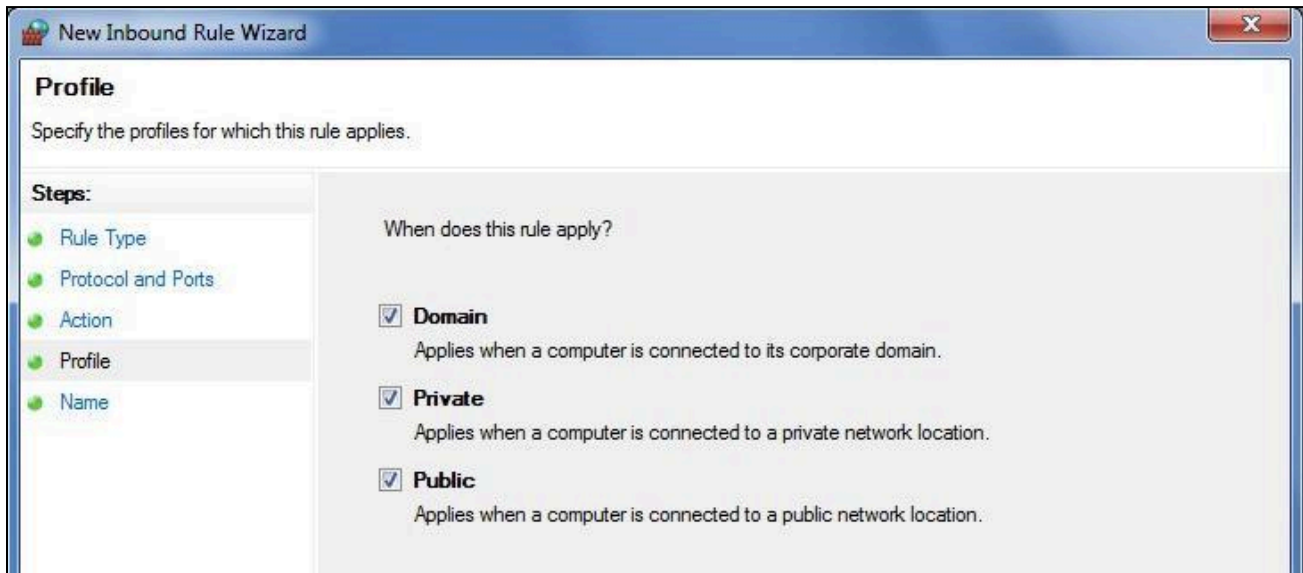 New Inbound Rule Wizard
Profile
Specify the profiles for which this rule applies.
Steps:
Rule Type
Protocol and Ports
Action
Profile
Name
When does this rule apply?
Domain
Applies when a computer is connected to its corporate domain.
Private
Applies when a computer is connected to a private network location.
Public
Applies when a computer is connected to a public network location.